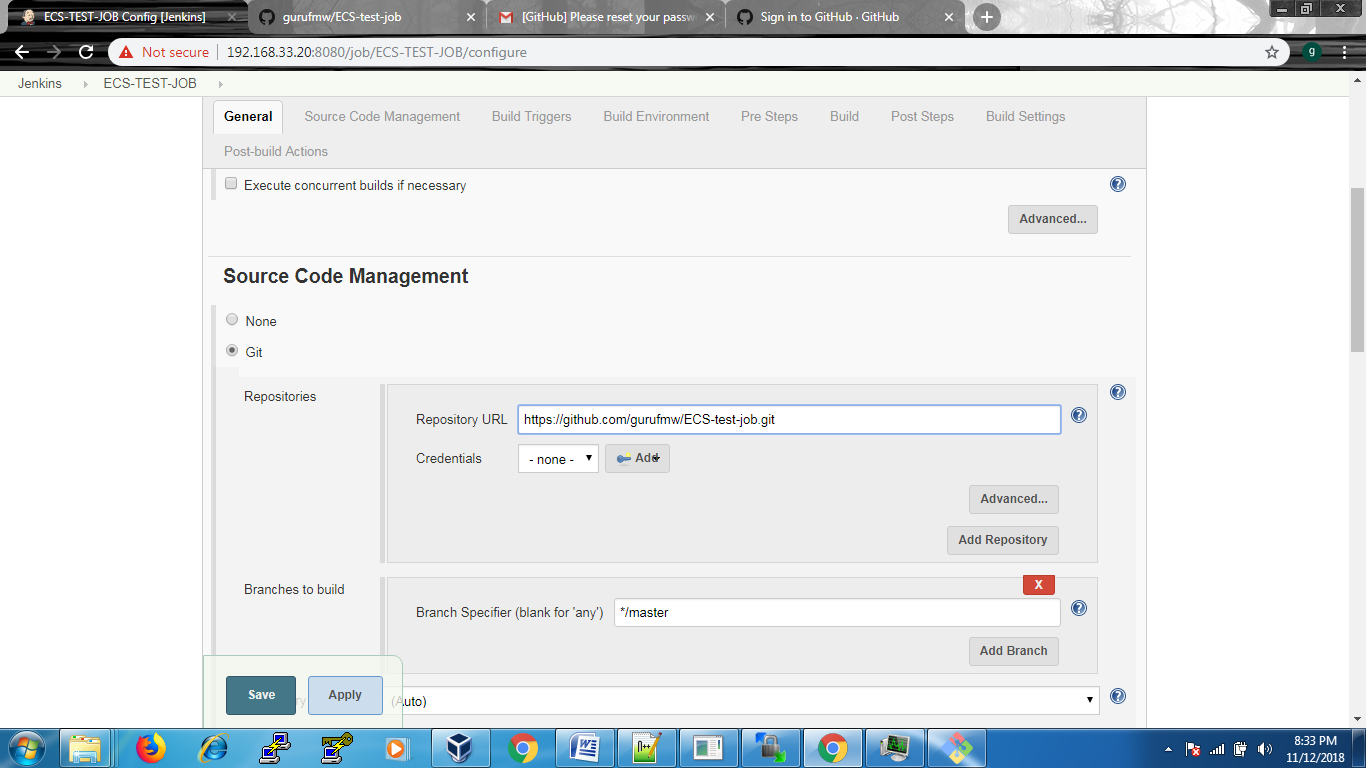 ECS-TEST-JOB Config [Jenkins]
gurufmw/ECS-test-job
[GitHub] Please reset your passw
Sign in to GitHub · GitHub
Not secure
192.168.33.20:8080/job/ECS-TEST-JOB/configure
g
Jenkins
ECS-TEST-JOB
General
Source Code Management
Build Triggers
Build Environment
Pre Steps
Build
Post Steps
Build Settings
Post-build Actions
Execute concurrent builds if necessary
Advanced...
Source Code Management
None
Git
Repositories
Repository URL
https://github.com/gurufmw/ECS-test-job.git
Credentials
- none -
Add
Advanced...
Add Repository
Branches to build
X
Branch Specifier (blank for 'any')
*/master
Add Branch
Save
Apply
(Auto)
8:33 PM
11/12/2018